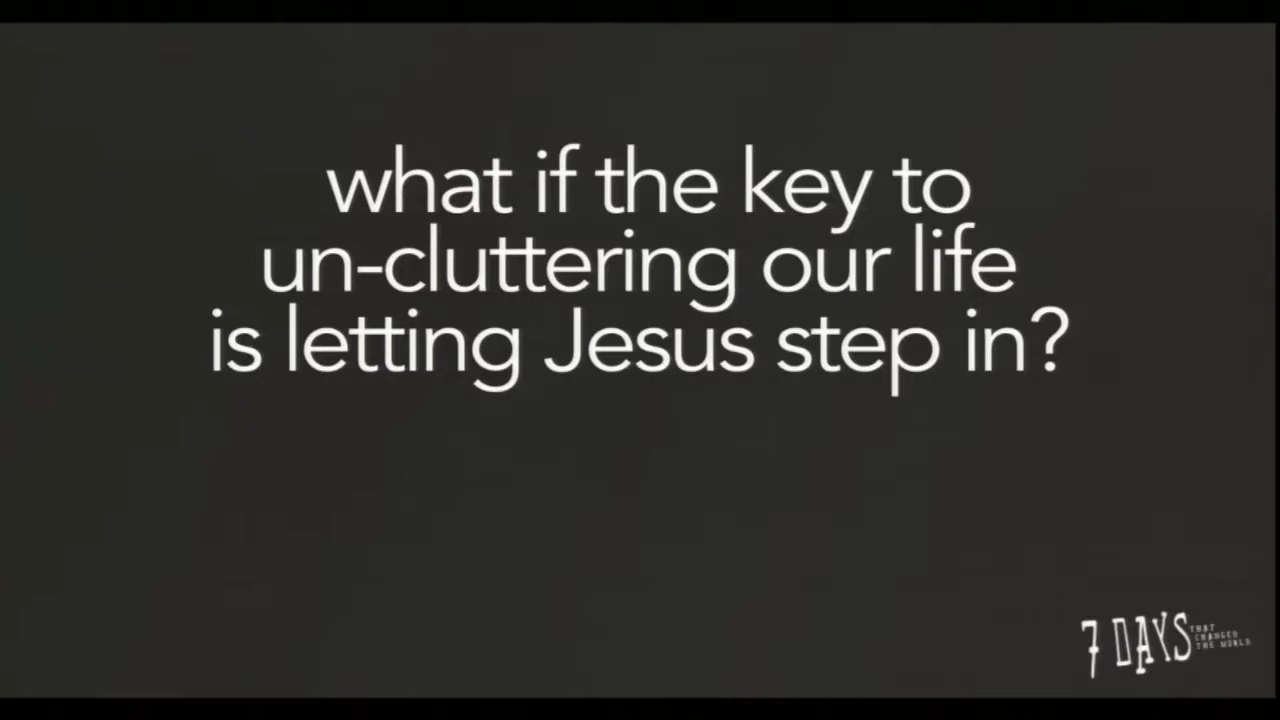 what if the key to
un-cluttering our life
is letting Jesus step in?
7 DAYS
THAT
CHANGED
THE WORLD